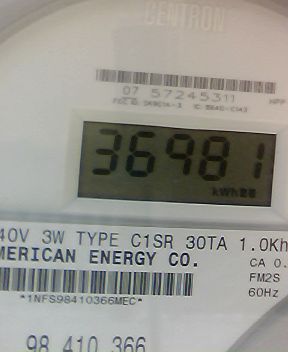 CENTRON
07 57245311
36981
kWh
40V 3W TYPE C1SR 30TA 1.0Kh
MERICAN ENERGY CO.
CA 0.
FM2S
60Hz
*1NFS98410366MEC*
98 410 366